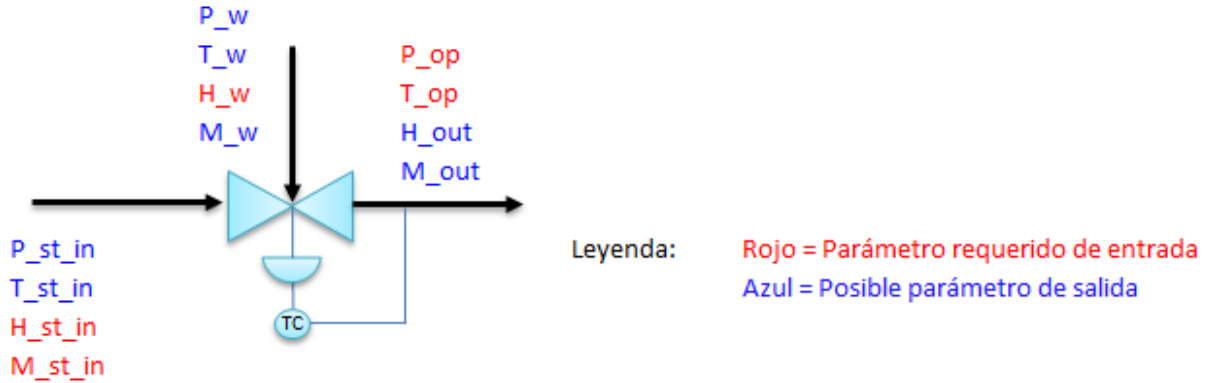 P_w
T_w
H_w
M_w
P_op
T_op
H_out
M_out
P_st_in
T_st_in
H_st_in
M_st_in
TC
Leyenda:
Rojo = Parámetro requerido de entrada
Azul = Posible parámetro de salida